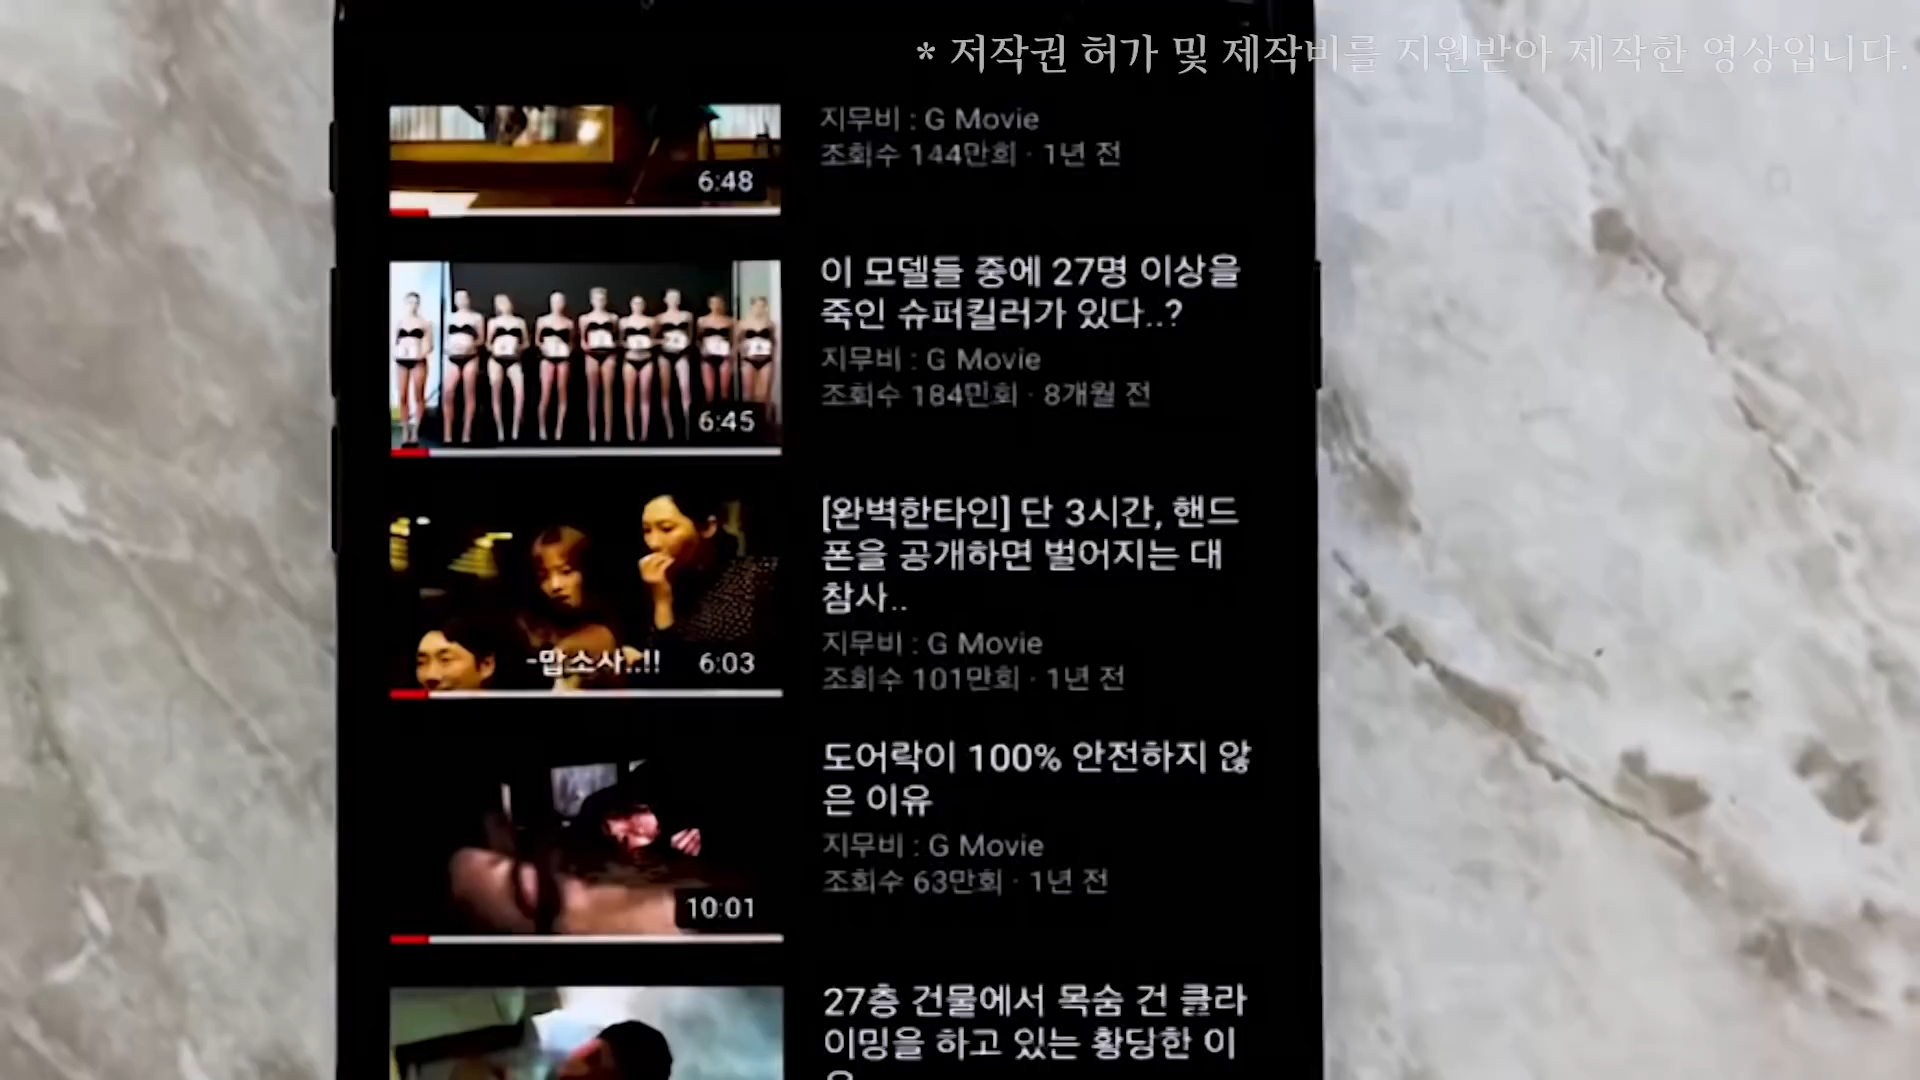 * 저작권 허가 및 제작비를 지원받아 제작한 영상입니다.
지무비 : G Movie
조회수 144만회 · 1년 전
6:48
이 모델들 중에 27명 이상을
죽인 슈퍼킬러가 있다..?
지무비 : G Movie
조회수 184만회 · 8개월 전
6:45
[완벽한타인] 단 3시간, 핸드
폰을 공개하면 벌어지는 대
참사..
지무비 : G Movie
조회수 101만회 · 1년 전
-맙소사..!!
6:03
도어락이 100% 안전하지 않
은 이유
지무비 : G Movie
조회수 63만회 · 1년 전
10:01
27층 건물에서 목숨 건 클라
이밍을 하고 있는 황당한 이